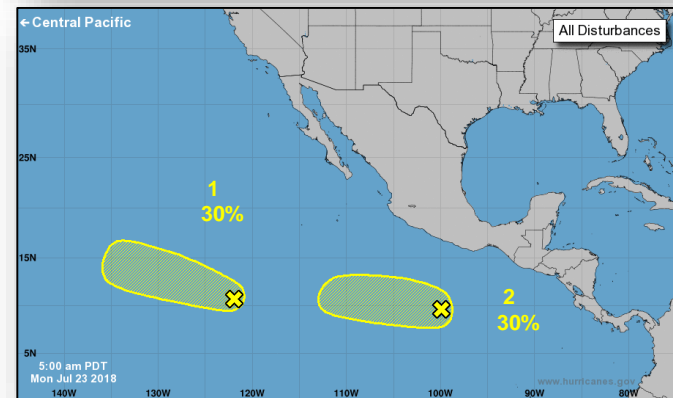 ← Central Pacific
All Disturbances
35N
25N
1
30%
15N
2
30%
5N
5:00 am PDT
Mon Jul 23 2018
www.hurricanes.gov
140W
130W
120W
110W
100W
90W
80W